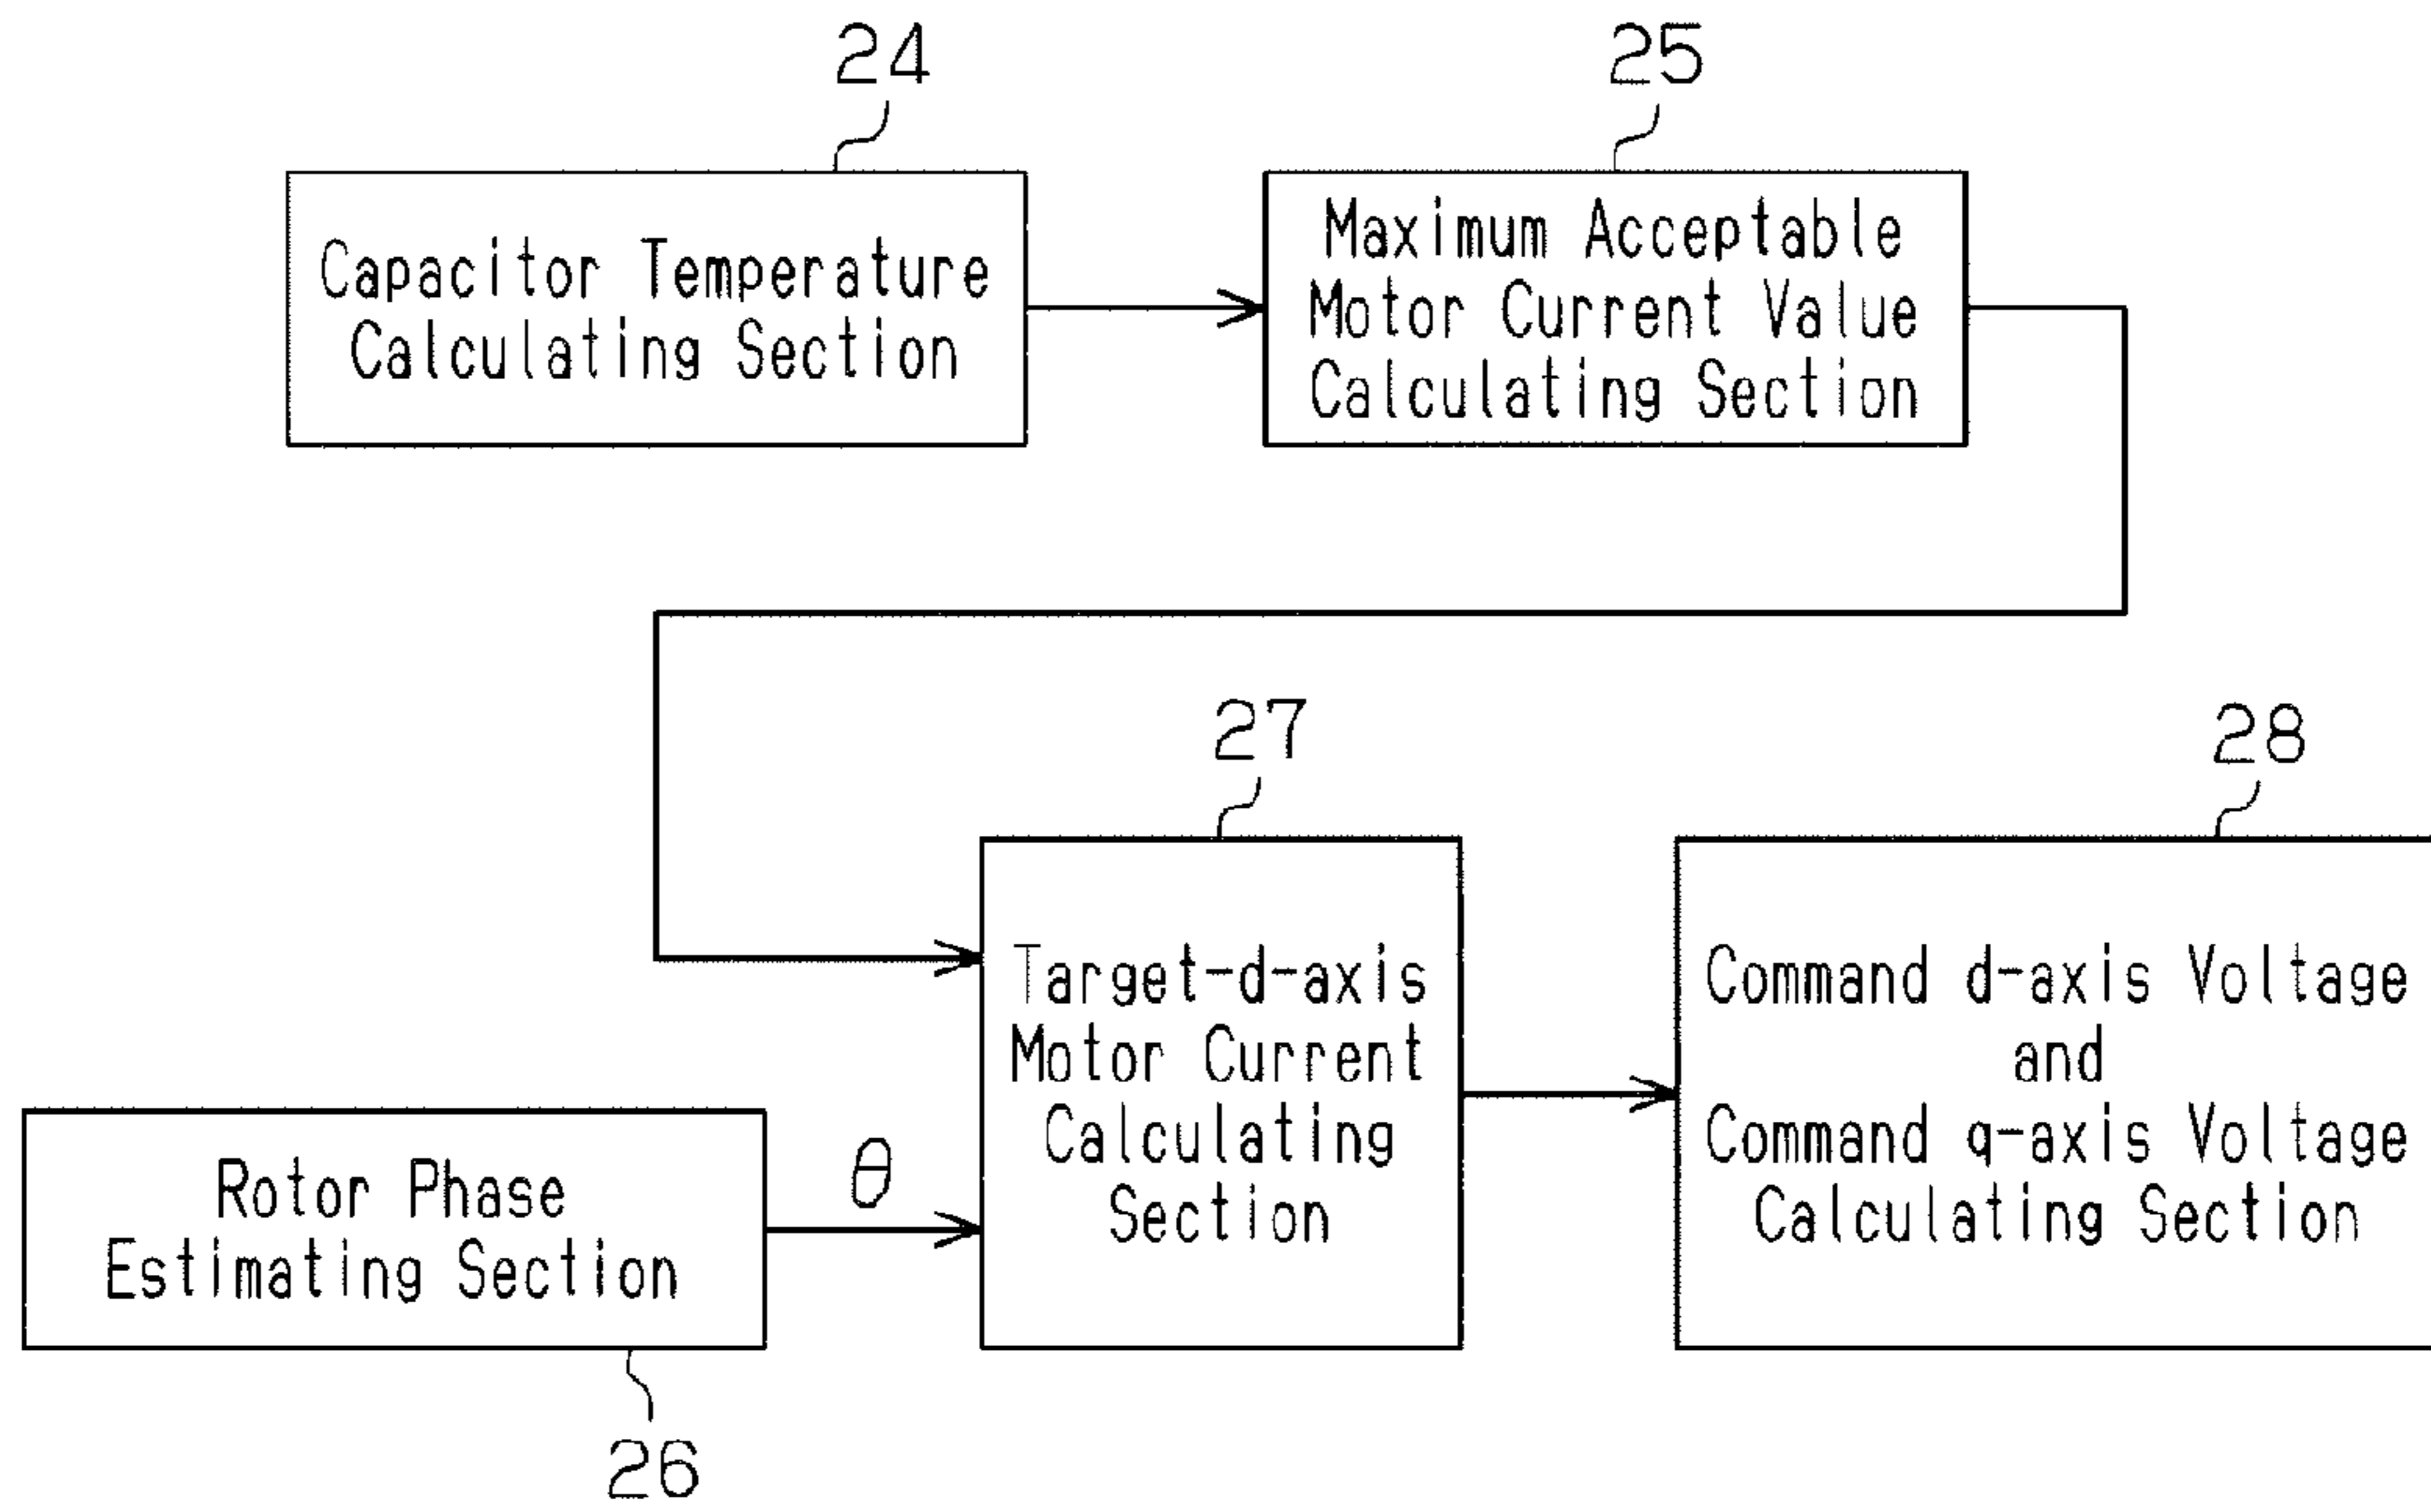 24
25
Capacitor Temperature
Calculating Section
Maximum Acceptable
Motor Current Value
Calculating Section
27
28
Target-d-axis
Motor Current
Calculating
Section
Command d-axis Voltage
and
Command q-axis Voltage
Calculating Section
Rotor Phase
Estimating Section
θ
26